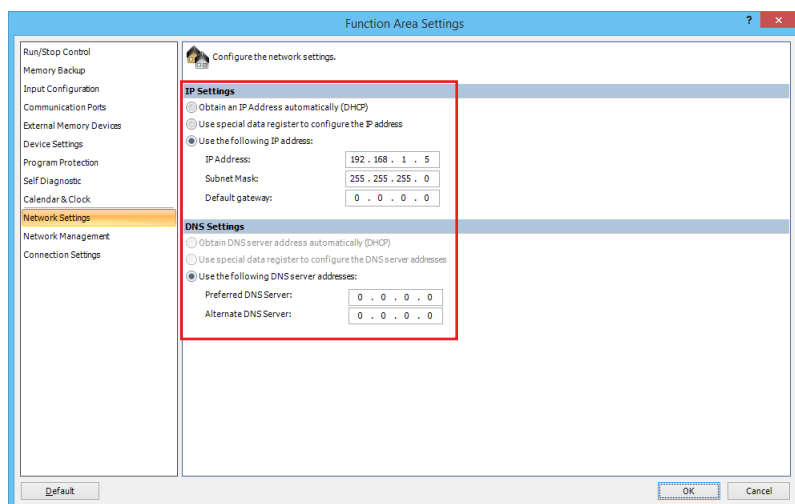 Function Area Settings
?
×
Run/Stop Control
Memory Backup
Input Configuration
Communication Ports
External Memory Devices
Device Settings
Program Protection
Self Diagnostic
Calendar & Clock
Network Settings
Network Management
Connection Settings
Configure the network settings.
IP Settings
Obtain an IP Address automatically (DHCP)
Use special data register to configure the IP address
Use the following IP address:
IP Address: 192 . 168 . 1 . 5
Subnet Mask: 255 . 255 . 255 . 0
Default gateway: 0 . 0 . 0 . 0
DNS Settings
Obtain DNS server address automatically (DHCP)
Use special data register to configure the DNS server addresses
Use the following DNS server addresses:
Preferred DNS Server: 0 . 0 . 0 . 0
Alternate DNS Server: 0 . 0 . 0 . 0
Default
OK
Cancel